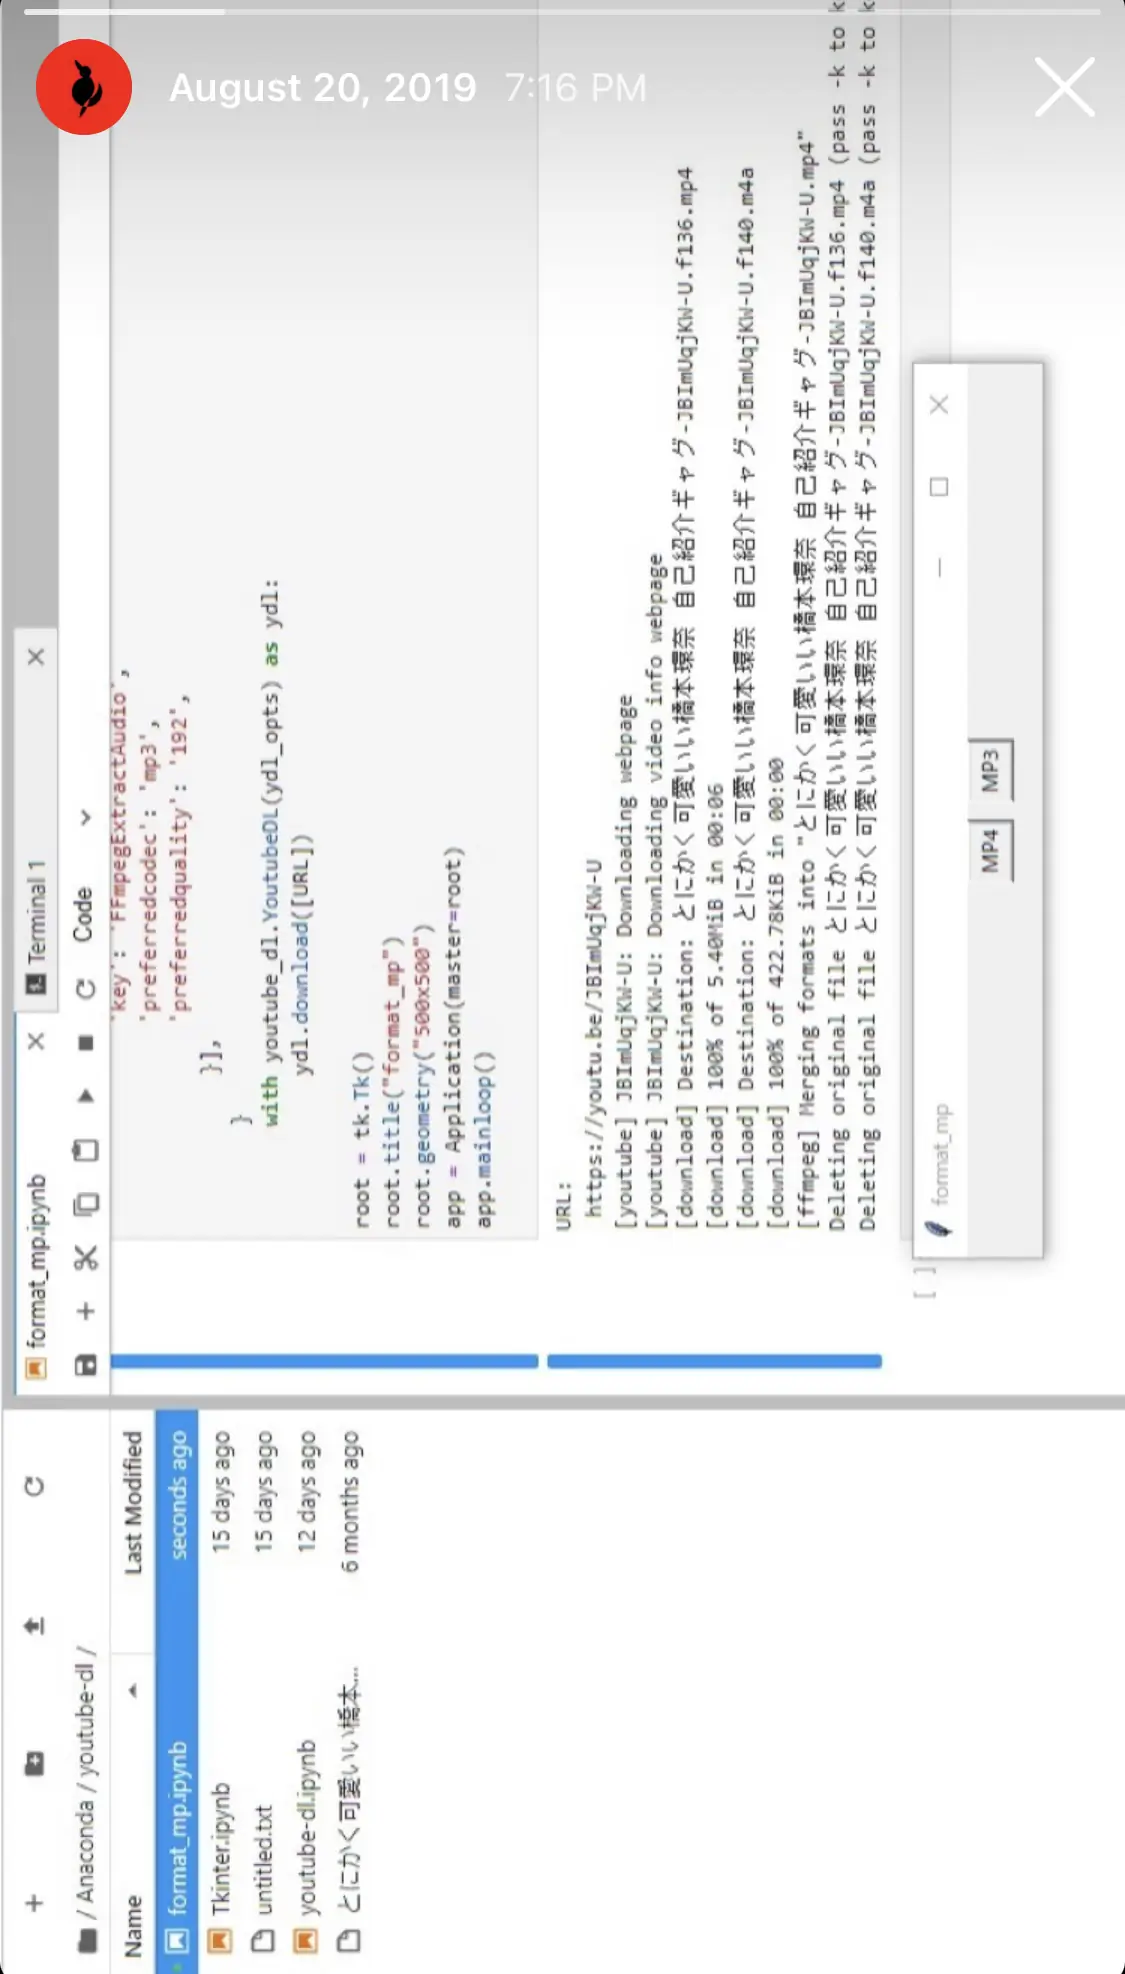 August 20, 2019 7:16 PM
/ Anaconda / youtube-dl /
Name Last Modified
format_mp.ipynb seconds ago
Tkinter.ipynb 15 days ago
untitled.txt 15 days ago
youtube-dl.ipynb 12 days ago
とにかく可愛いい橋本... 6 months ago
format_mp.ipynb
Terminal 1
Code
'key': 'FFmpegExtractAudio',
'preferredcodec': 'mp3',
'preferredquality': '192',
}],
}
with youtube_dl.YoutubeDL(ydl_opts) as ydl:
ydl.download([URL])
root = tk.Tk()
root.title("format_mp")
root.geometry("500x500")
app = Application(master=root)
app.mainloop()
URL:
https://youtu.be/JBImUqjKW-U
[youtube] JBImUqjKW-U: Downloading webpage
[youtube] JBImUqjKW-U: Downloading video info webpage
[download] Destination: とにかく可愛いい橋本環奈 自己紹介ギャグ-JBImUqjKW-U.f136.mp4
[download] 100% of 5.40MiB in 00:06
[download] Destination: とにかく可愛いい橋本環奈 自己紹介ギャグ-JBImUqjKW-U.f140.m4a
[download] 100% of 422.78KiB in 00:00
[ffmpeg] Merging formats into "とにかく可愛いい橋本環奈 自己紹介ギャグ-JBImUqjKW-U.mp4"
Deleting original file とにかく可愛いい橋本環奈 自己紹介ギャグ-JBImUqjKW-U.f136.mp4 (pass -k to k
Deleting original file とにかく可愛いい橋本環奈 自己紹介ギャグ-JBImUqjKW-U.f140.m4a (pass -k to k
[ ]:
format_mp
MP4 MP3